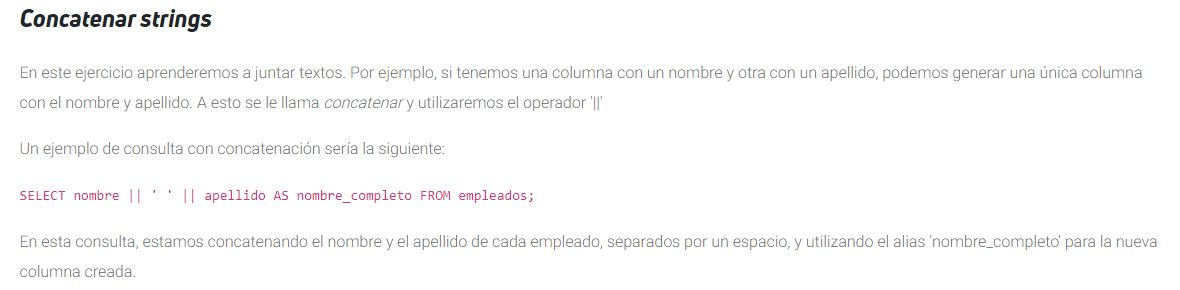 Concatenar strings
En este ejercicio aprenderemos a juntar textos. Por ejemplo, si tenemos una columna con un nombre y otra con un apellido, podemos generar una única columna
con el nombre y apellido. A esto se le llama concatenar y utilizaremos el operador '||'
Un ejemplo de consulta con concatenación sería la siguiente:
SELECT nombre || ' ' || apellido AS nombre_completo FROM empleados;
En esta consulta, estamos concatenando el nombre y el apellido de cada empleado, separados por un espacio, y utilizando el alias 'nombre_completo' para la nueva
columna creada.